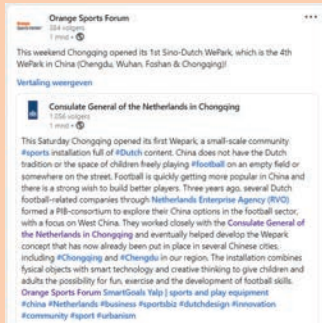 Orange Sports Forum
384 volgers
1 mnd •
This weekend Chongqing opened its 1st Sino-Dutch WePark, which is the 4th
WePark in China (Chengdu, Wuhan, Foshan & Chongqing)!
Vertaling weergeven
Consulate General of the Netherlands in Chongqing
1.056 volgers
1 mnd •
This Saturday Chongqing opened its first Wepark, a small-scale community
#sports installation full of #Dutch content. China does not have the Dutch
tradition or the space of children freely playing #football on an empty field or
somewhere on the street. Football is quickly getting more popular in China and
there is a strong wish to build better players. Three years ago, several Dutch
football-related companies through Netherlands Enterprise Agency (RVO)
formed a PIB-consortium to explore their China options in the football sector,
with a focus on West China. They worked closely with the Consulate General of
the Netherlands in Chongqing and eventually helped develop the Wepark
concept that has now already been put in place in several Chinese cities,
including #Chongqing and #Chengdu in our region. The installation combines
fysical objects with smart technology and creative thinking to give children and
adults the possibility for fun, exercise and the development of football skills.
Orange Sports Forum SmartGoals Yalp | sports and play equipment
#china #Netherlands #business #sportsbiz #dutchdesign #innovation
#community #sport #urbanism